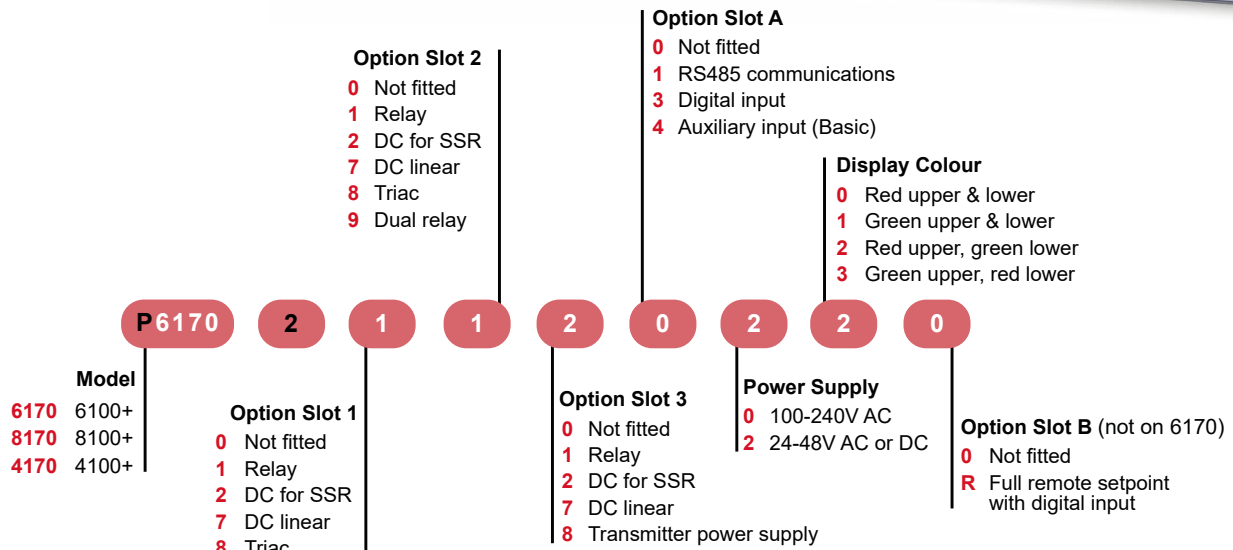 Option Slot A
0 Not fitted
1 RS485 communications
3 Digital input
4 Auxiliary input (Basic)
Option Slot 2
0 Not fitted
1 Relay
2 DC for SSR
7 DC linear
8 Triac
9 Dual relay
Display Colour
0 Red upper & lower
1 Green upper & lower
2 Red upper, green lower
3 Green upper, red lower
P6170 2 1 1 2 0 2 2 0
Model
6170 6100+
8170 8100+
4170 4100+
Option Slot 1
0 Not fitted
1 Relay
2 DC for SSR
7 DC linear
8 Triac
Option Slot 3
0 Not fitted
1 Relay
2 DC for SSR
7 DC linear
8 Transmitter power supply
Power Supply
0 100-240V AC
2 24-48V AC or DC
Option Slot B (not on 6170)
0 Not fitted
R Full remote setpoint
with digital input